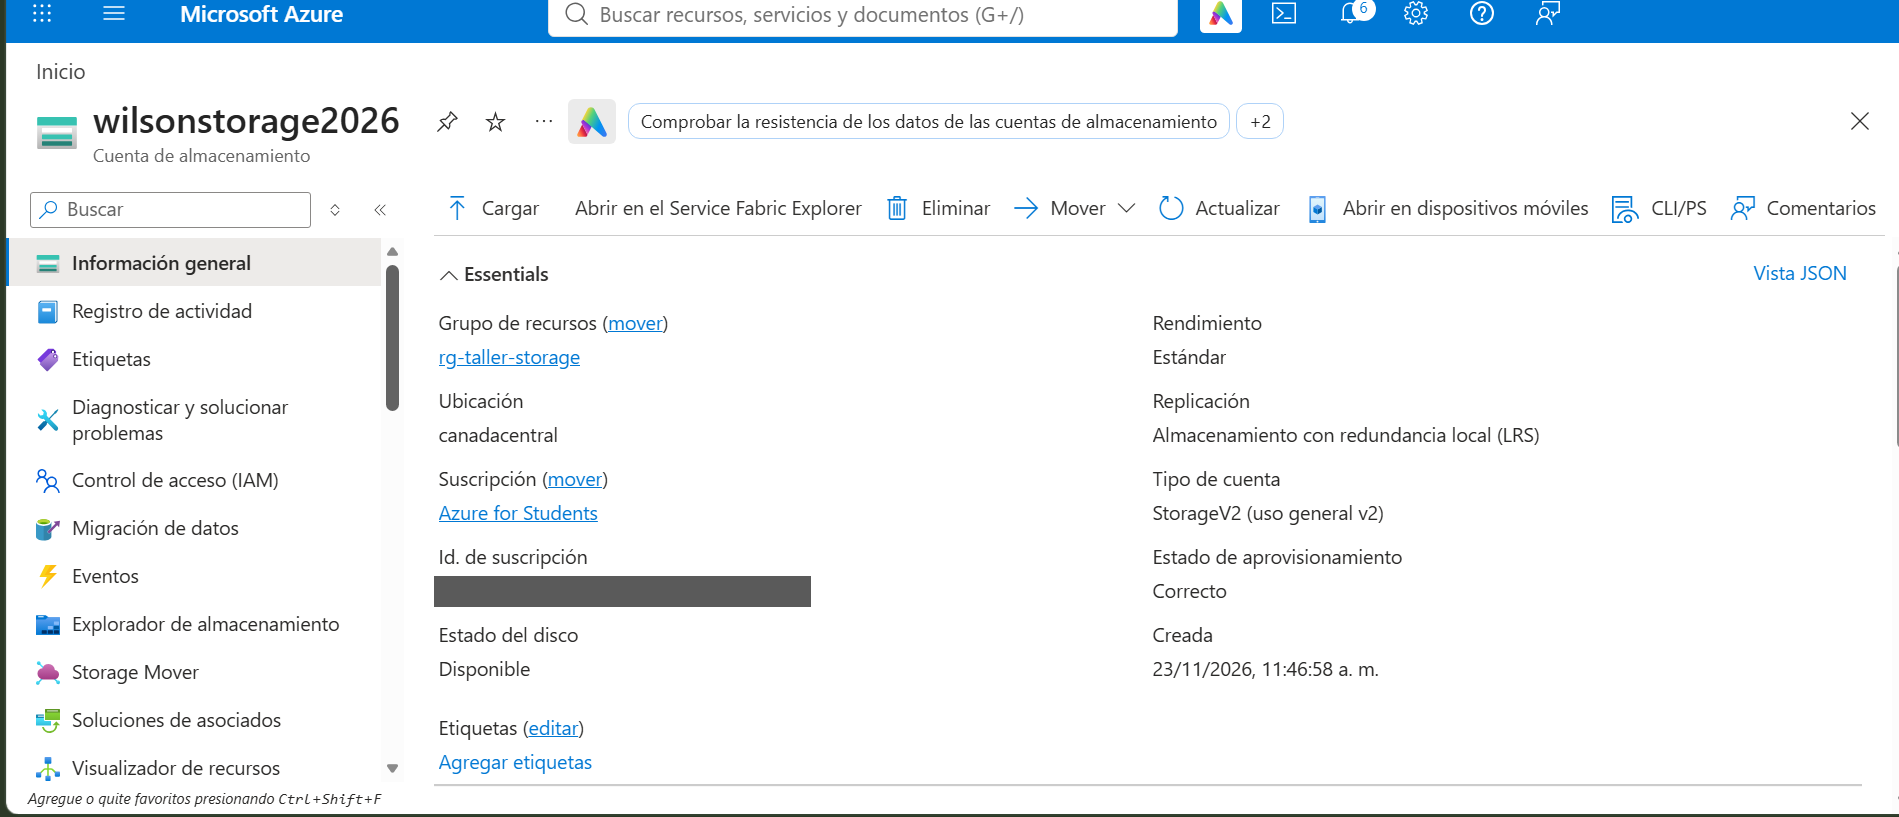 Microsoft Azure
Buscar recursos, servicios y documentos (G+/)
6
Inicio
wilsonstorage2026
Cuenta de almacenamiento
Comprobar la resistencia de los datos de las cuentas de almacenamiento
+2
Buscar
Cargar
Abrir en el Service Fabric Explorer
Eliminar
Mover
Actualizar
Abrir en dispositivos móviles
CLI/PS
Comentarios
Información general
Registro de actividad
Etiquetas
Diagnosticar y solucionar
problemas
Control de acceso (IAM)
Migración de datos
Eventos
Explorador de almacenamiento
Storage Mover
Soluciones de asociados
Visualizador de recursos
Agregue o quite favoritos presionando Ctrl+Shift+F
Essentials
Vista JSON
Grupo de recursos (mover)
rg-taller-storage
Ubicación
canadacentral
Suscripción (mover)
Azure for Students
Id. de suscripción
Estado del disco
Disponible
Etiquetas (editar)
Agregar etiquetas
Rendimiento
Estándar
Replicación
Almacenamiento con redundancia local (LRS)
Tipo de cuenta
StorageV2 (uso general v2)
Estado de aprovisionamiento
Correcto
Creada
23/11/2026, 11:46:58 a. m.